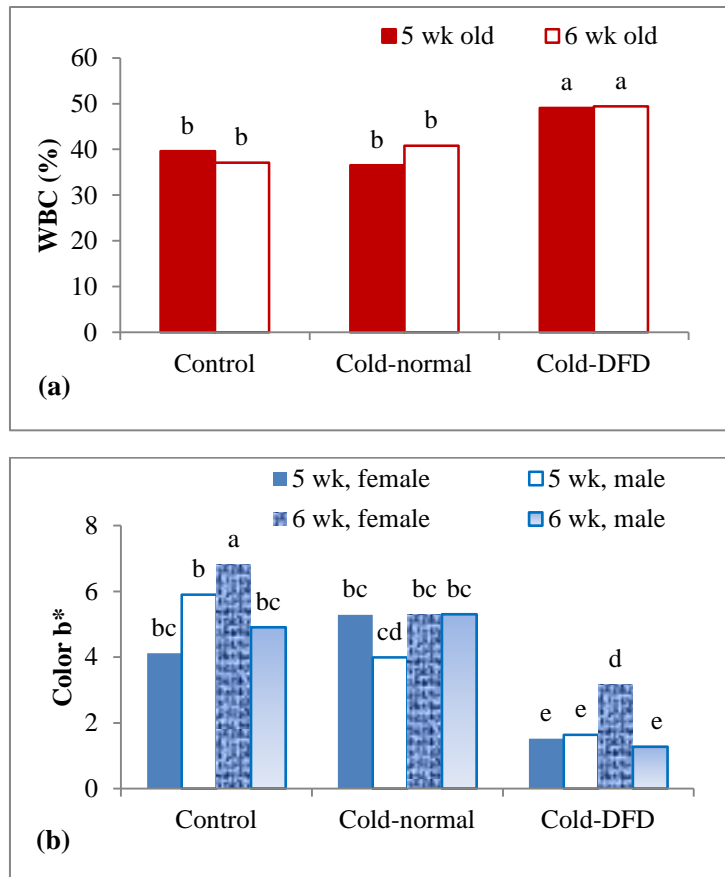 5 wk old 6 wk old
60
50
40
30
20
10
0
WBC (%)
b b b b a a
Control Cold-normal Cold-DFD
(a)
5 wk, female 5 wk, male
6 wk, female 6 wk, male
8
6
4
2
0
Color b*
bc b a bc bc cd bc bc e e d e
Control Cold-normal Cold-DFD
(b)